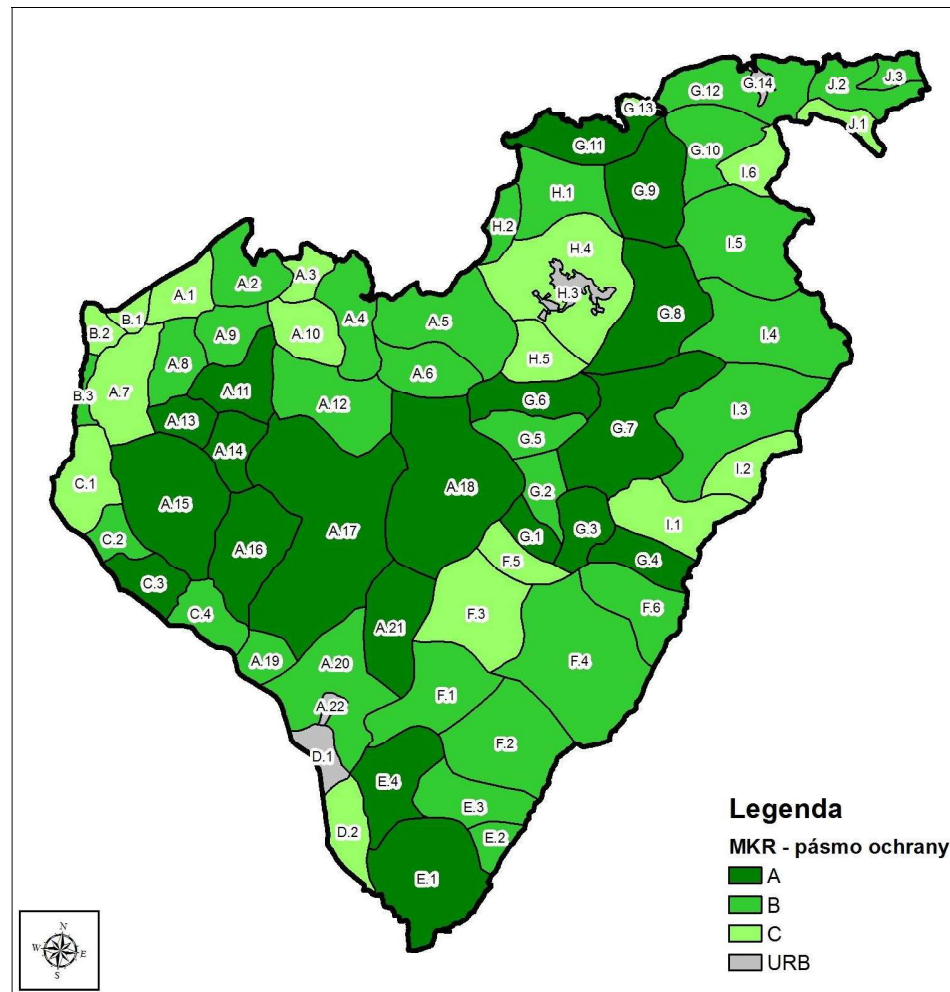 G.14
G.12
J.2
J.3
G.13
J.1
G.11
G.10
I.6
G.9
H.1
H.2
I.5
H.4
A.3
A.2
H.3
A.1
A.4
G.8
B.1
A.5
B.2
A.9
A.10
I.4
H.5
A.8
A.6
A.7
B.3
A.11
A.12
G.6
I.3
A.13
G.7
G.5
A.14
I.2
C.1
A.18
G.2
A.15
I.1
A.17
G.1
G.3
C.2
A.16
F.5
G.4
C.3
F.6
C.4
F.3
A.21
A.19
A.20
F.4
F.1
A.22
F.2
D.1
E.4
E.3
D.2
E.2
E.1
Legenda
MKR - pásmo ochrany
A
B
C
URB
N
W
E
S